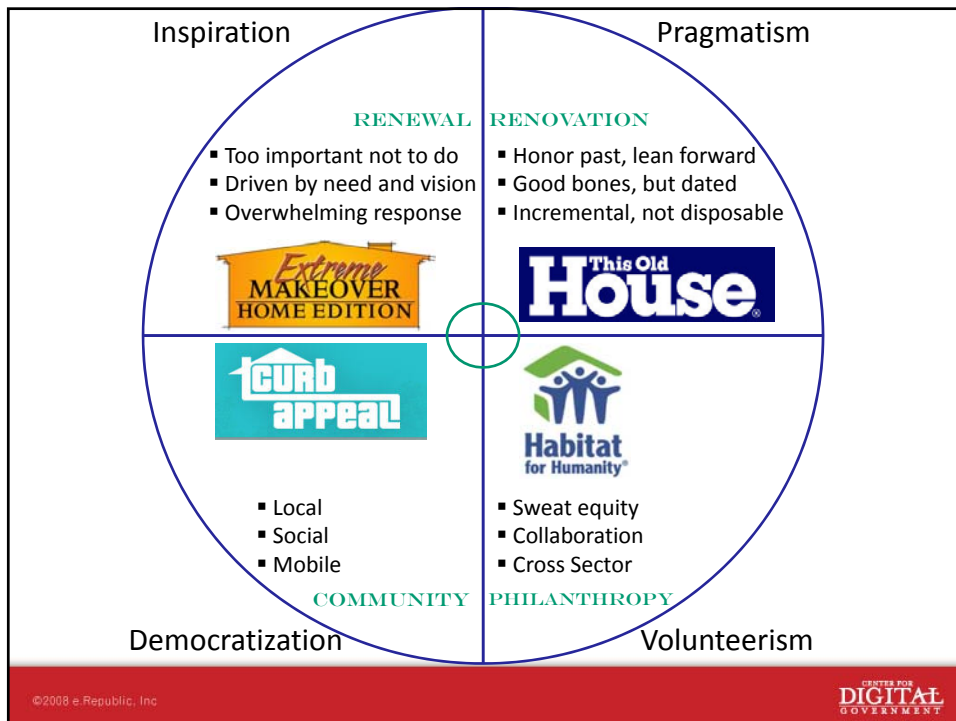 Inspiration
Pragmatism
RENEWAL
▪ Too important not to do
▪ Driven by need and vision
▪ Overwhelming response
Extreme
MAKEOVER
HOME EDITION
RENOVATION
▪ Honor past, lean forward
▪ Good bones, but dated
▪ Incremental, not disposable
This Old
House®
curb
appeal
▪ Local
▪ Social
▪ Mobile
COMMUNITY
Habitat
for Humanity®
▪ Sweat equity
▪ Collaboration
▪ Cross Sector
PHILANTHROPY
Democratization
Volunteerism
©2008 e.Republic, Inc
CENTER FOR
DIGITAL
GOVERNMENT